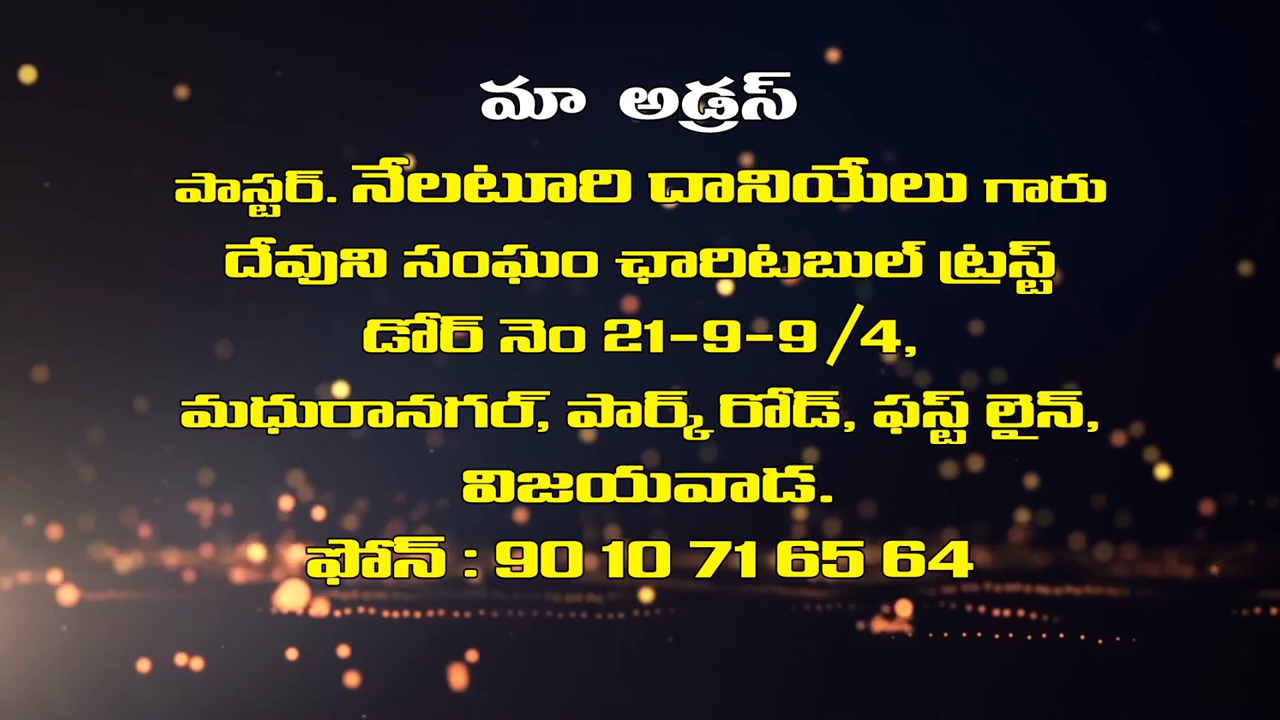 మా అడ్రస్
పాస్టర్. నేలటూరి దానియేలు గారు
దేవుని సంఘం ఛారిటబుల్ ట్రస్ట్
డోర్ నెం 21-9-9/4,
మధురానగర్, పార్క్ రోడ్, ఫస్ట్ లైన్,
విజయవాడ.
ఫోన్ : 90 10 71 65 64